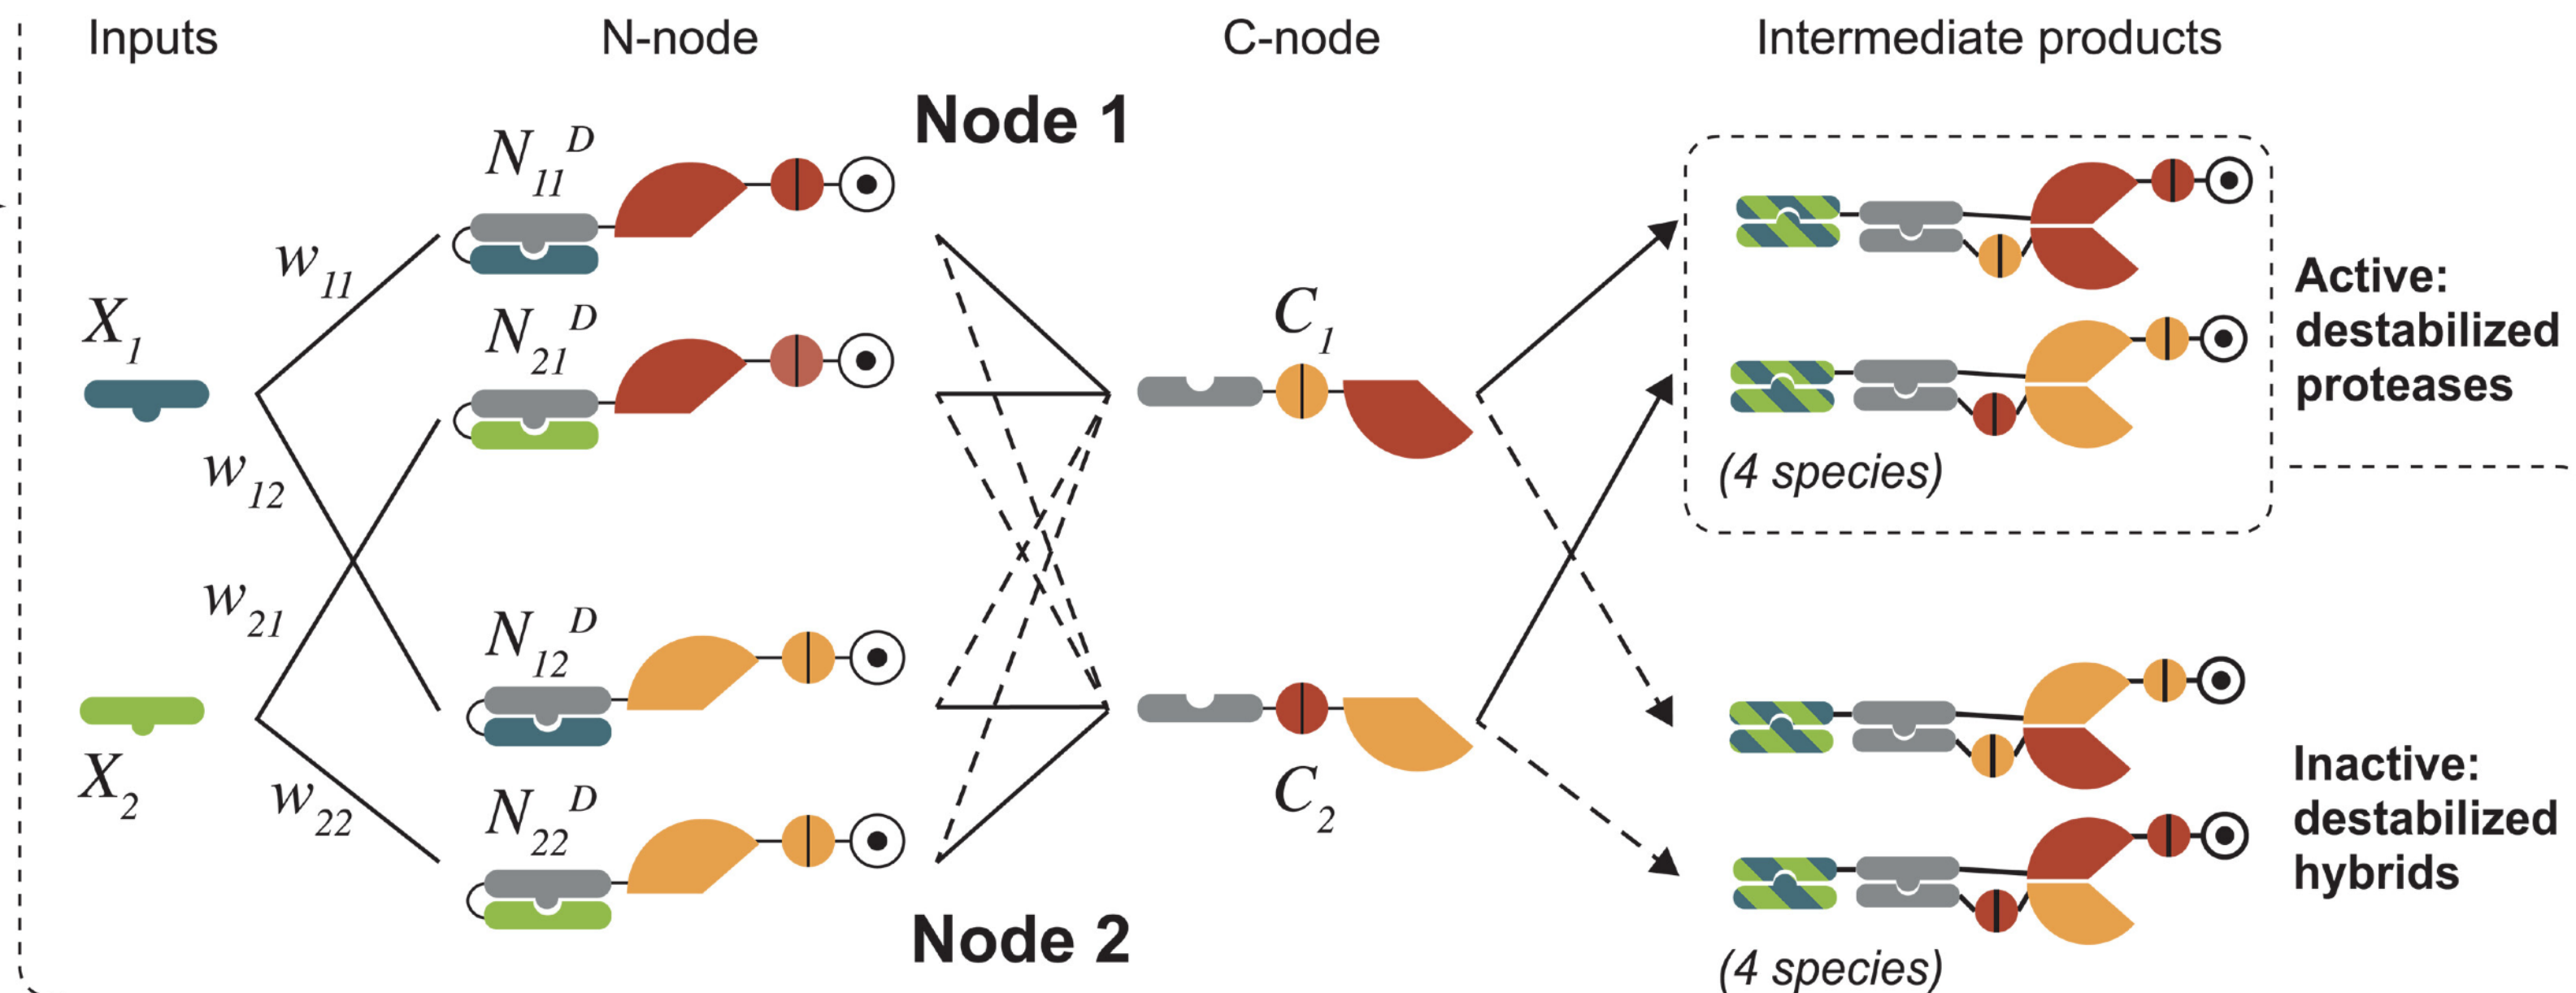 Inputs
N-node
C-node
Intermediate products
Node 1
N₁₁ᴰ
w₁₁
X₁
N₂₁ᴰ
C₁
Active:
destabilized
proteases
w₁₂
(4 species)
w₂₁
N₁₂ᴰ
X₂
w₂₂
N₂₂ᴰ
C₂
Inactive:
destabilized
hybrids
Node 2
(4 species)